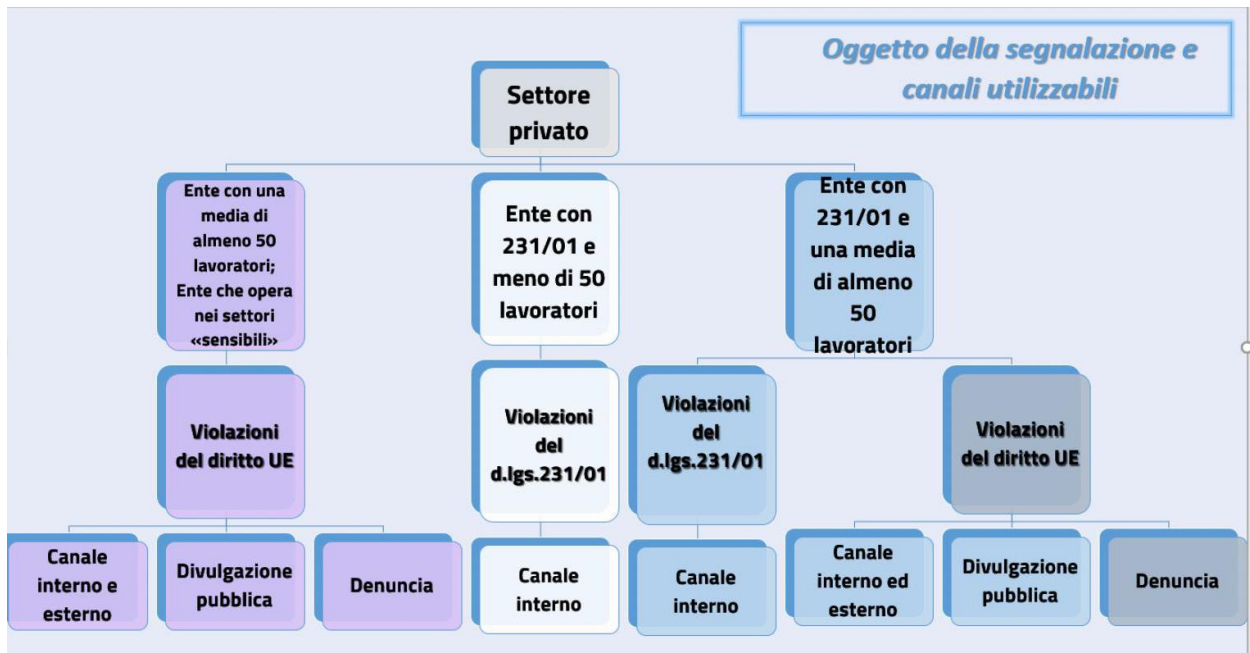 Oggetto della segnalazione e
canali utilizzabili
Settore
privato
Ente con una
media di
almeno 50
lavoratori;
Ente che opera
nei settori
«sensibili»
Ente con
231/01 e
meno di 50
lavoratori
Ente con
231/01 e
una media
di almeno
50
lavoratori
Violazioni
del diritto UE
Violazioni
del
d.lgs.231/01
Violazioni
del
d.lgs.231/01
Violazioni
del diritto UE
Canale
interno e
esterno
Divulgazione
pubblica
Denuncia
Canale
interno
Canale
interno
Canale
interno ed
esterno
Divulgazione
pubblica
Denuncia